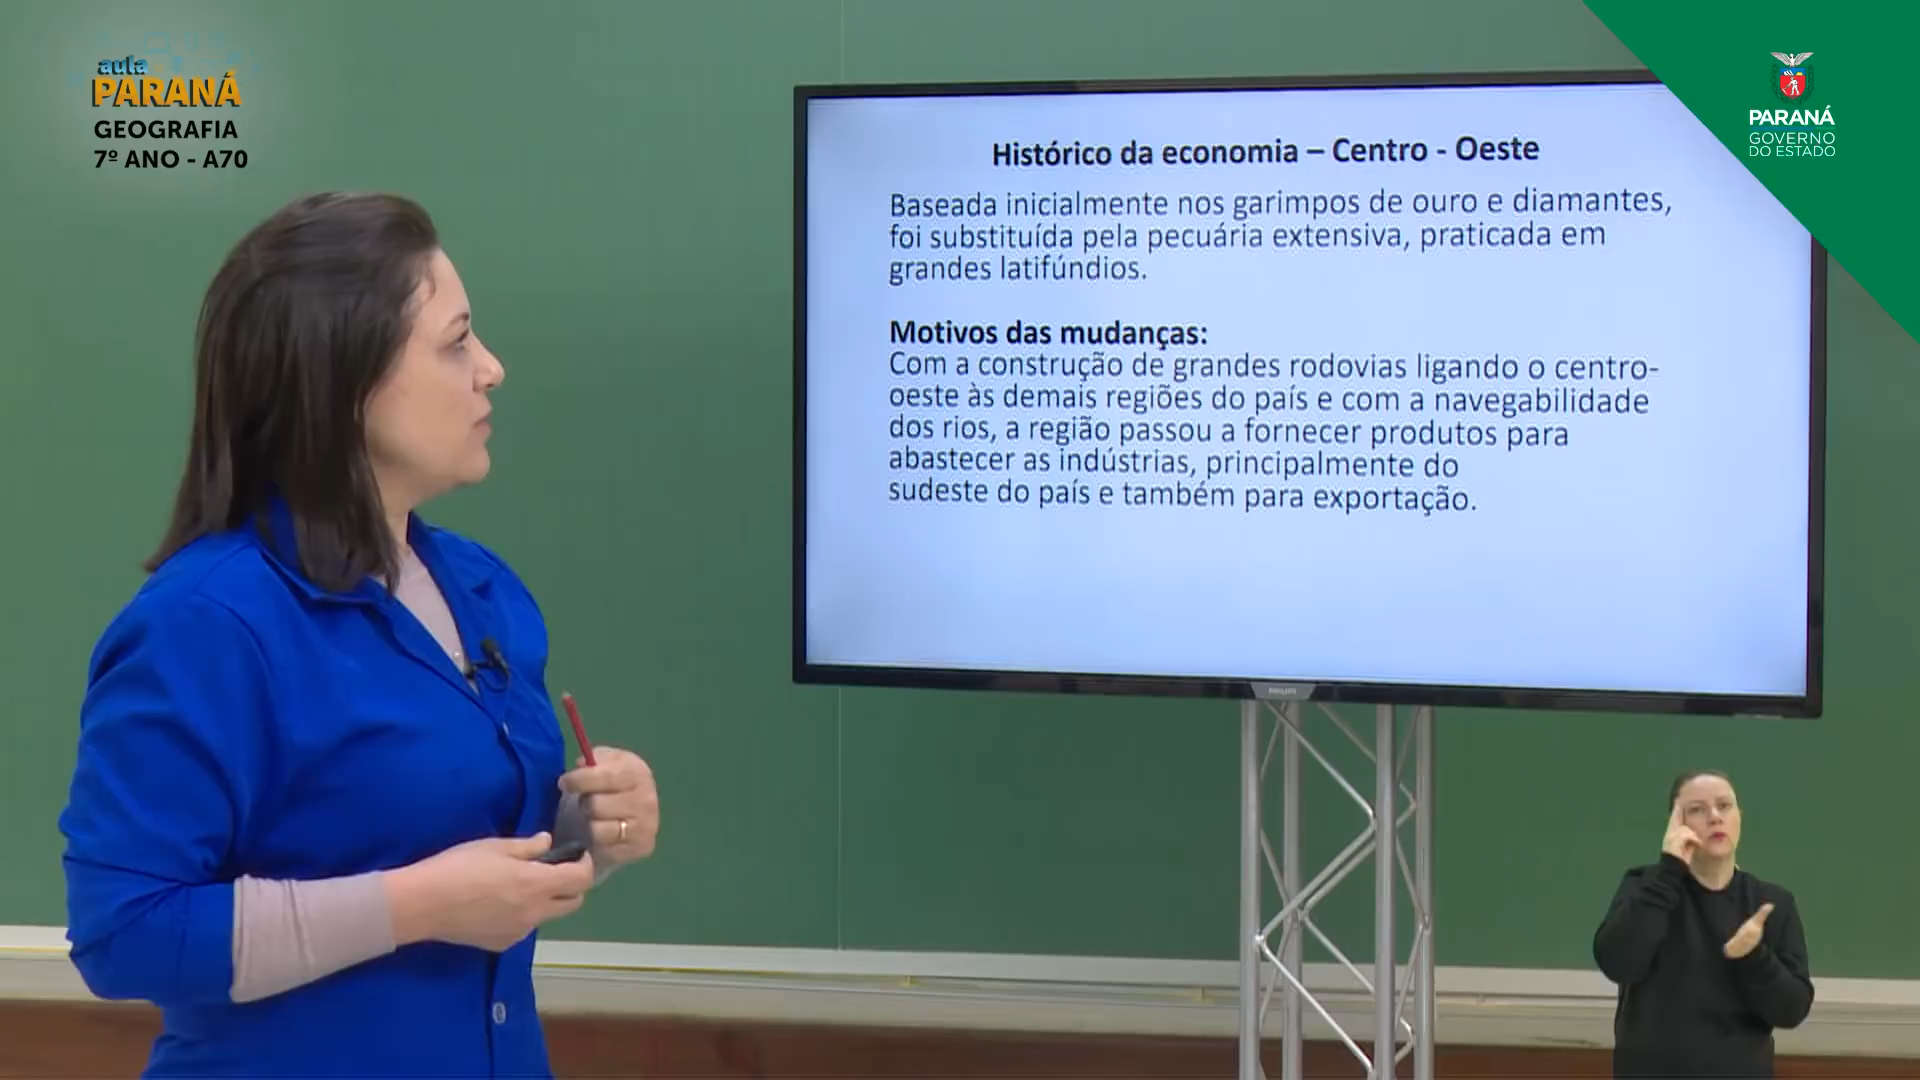 aula
PARANÁ
GEOGRAFIA
7º ANO - A70
PARANÁ
GOVERNO
DO ESTADO
Histórico da economia – Centro - Oeste
Baseada inicialmente nos garimpos de ouro e diamantes,
foi substituída pela pecuária extensiva, praticada em
grandes latifúndios.
Motivos das mudanças:
Com a construção de grandes rodovias ligando o centro-
oeste às demais regiões do país e com a navegabilidade
dos rios, a região passou a fornecer produtos para
abastecer as indústrias, principalmente do
sudeste do país e também para exportação.
PHILIPS